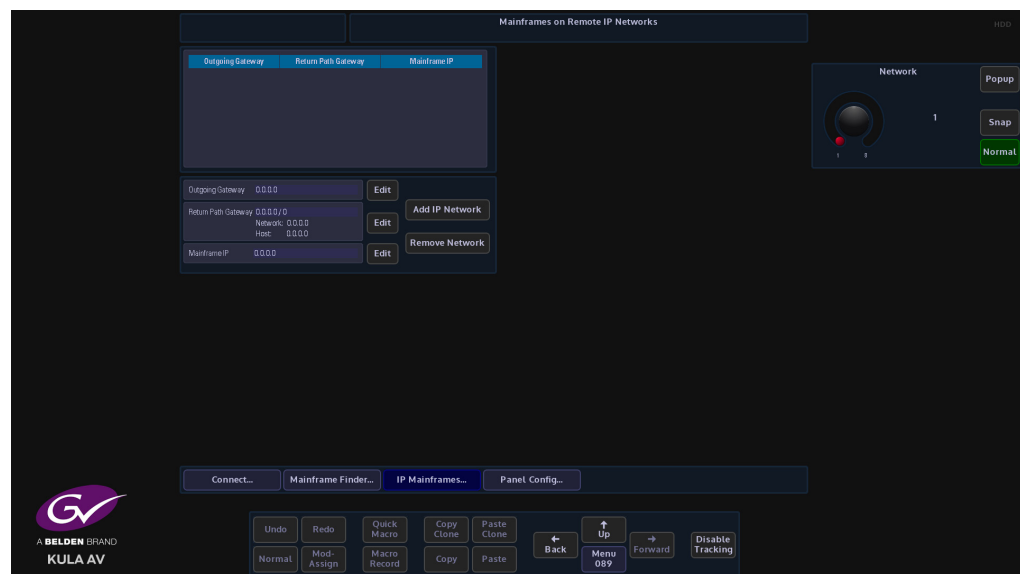 Mainframes on Remote IP Networks
HDD
Outgoing Gateway Return Path Gateway Mainframe IP
Network
Popup
1
Snap
Normal
Outgoing Gateway 0.0.0.0 Edit
Add IP Network
Return Path Gateway 0.0.0.0 / 0
Network: 0.0.0.0
Host: 0.0.0.0
Edit
Remove Network
Mainframe IP 0.0.0.0 Edit
Connect... Mainframe Finder... IP Mainframes... Panel Config...
GV
A BELDEN BRAND
KULA AV
Undo Redo Quick Macro Copy Clone Paste Clone
Up
Back Forward Disable Tracking
Normal Mod-Assign Macro Record Copy Paste Menu 089